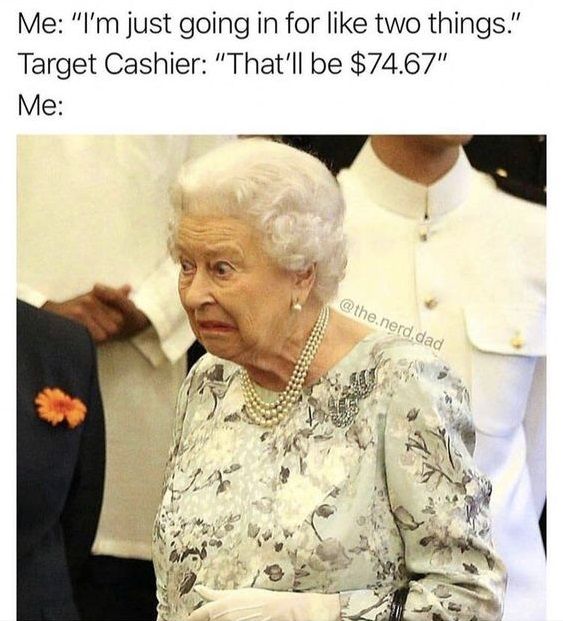 Me: "I'm just going in for like two things."
Target Cashier: "That'll be $74.67"
Me:
@the.nerd.dad